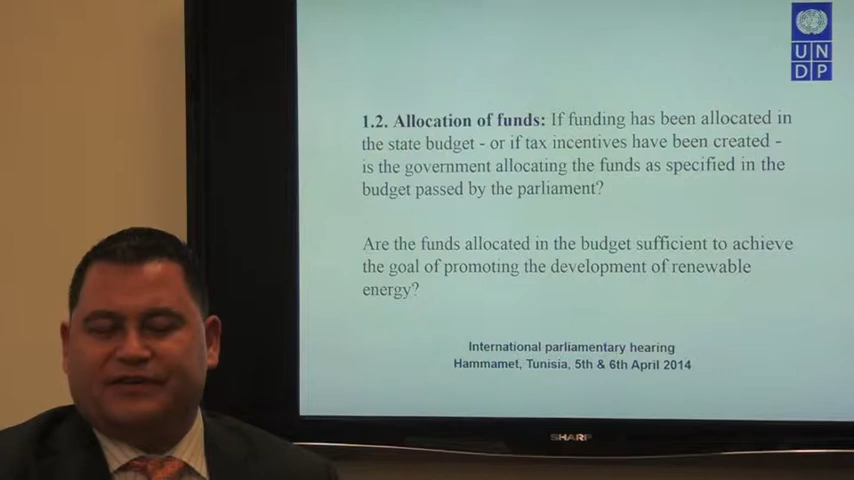 UN
DP
1.2. Allocation of funds: If funding has been allocated in
the state budget - or if tax incentives have been created -
is the government allocating the funds as specified in the
budget passed by the parliament?
Are the funds allocated in the budget sufficient to achieve
the goal of promoting the development of renewable
energy?
International parliamentary hearing
Hammamet, Tunisia, 5th & 6th April 2014
SHARP